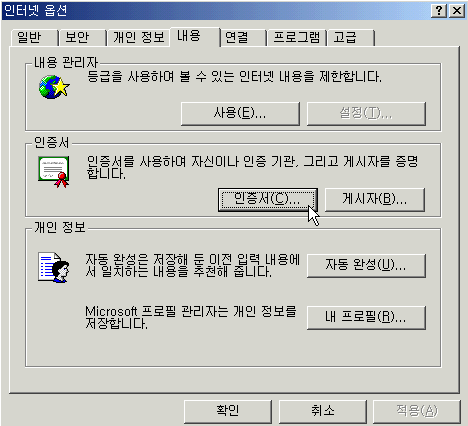 인터넷 옵션
일반 보안 개인 정보 내용 연결 프로그램 고급
내용 관리자
등급을 사용하여 볼 수 있는 인터넷 내용을 제한합니다.
사용(E)... 설정(T)...
인증서
인증서를 사용하여 자신이나 인증 기관, 그리고 게시자를 증명
합니다.
인증서(C)... 게시자(B)...
개인 정보
자동 완성은 저장해 둔 이전 입력 내용에
서 일치하는 내용을 추천해 줍니다.
자동 완성(U)...
Microsoft 프로필 관리자는 개인 정보를
저장합니다.
내 프로필(R)...
확인 취소 적용(A)